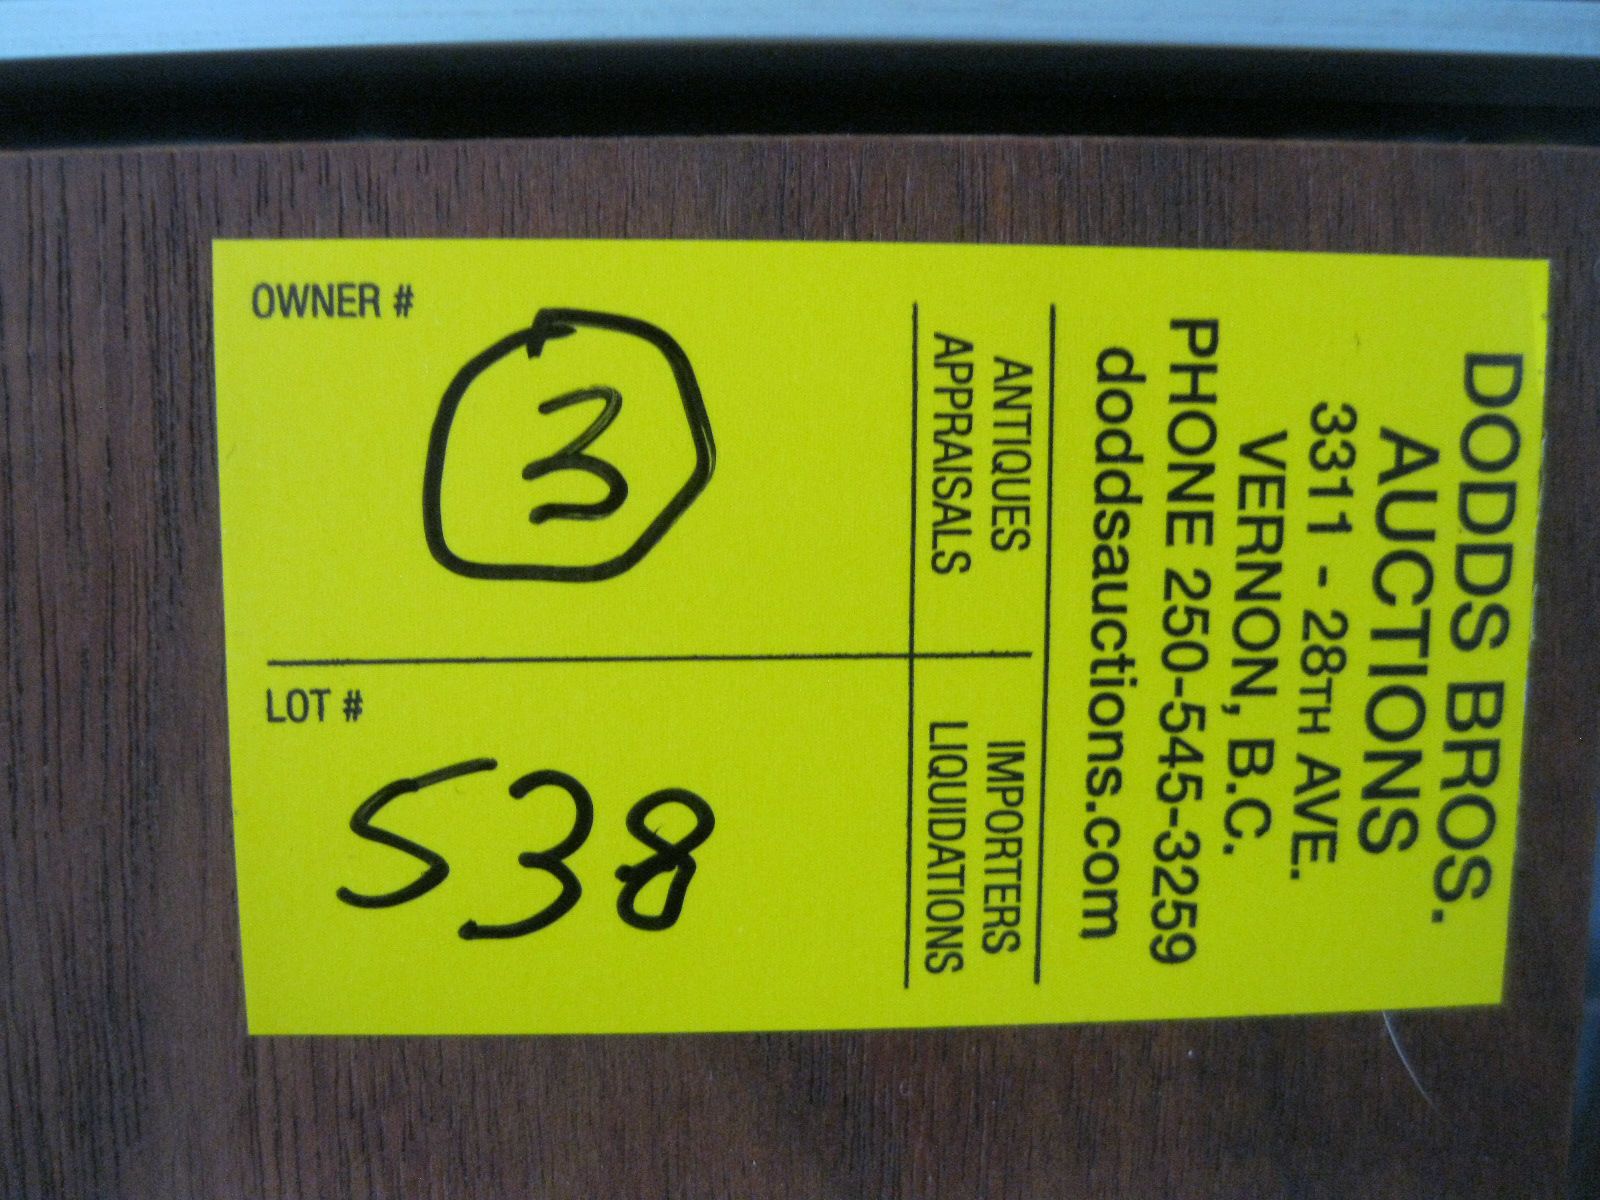 DODDS BROS.
AUCTIONS
3311 - 28TH AVE.
VERNON, B.C.
PHONE 250-545-3259
doddsauctions.com
ANTIQUES
APPRAISALS
IMPORTERS
LIQUIDATIONS
OWNER #
3
LOT #
538